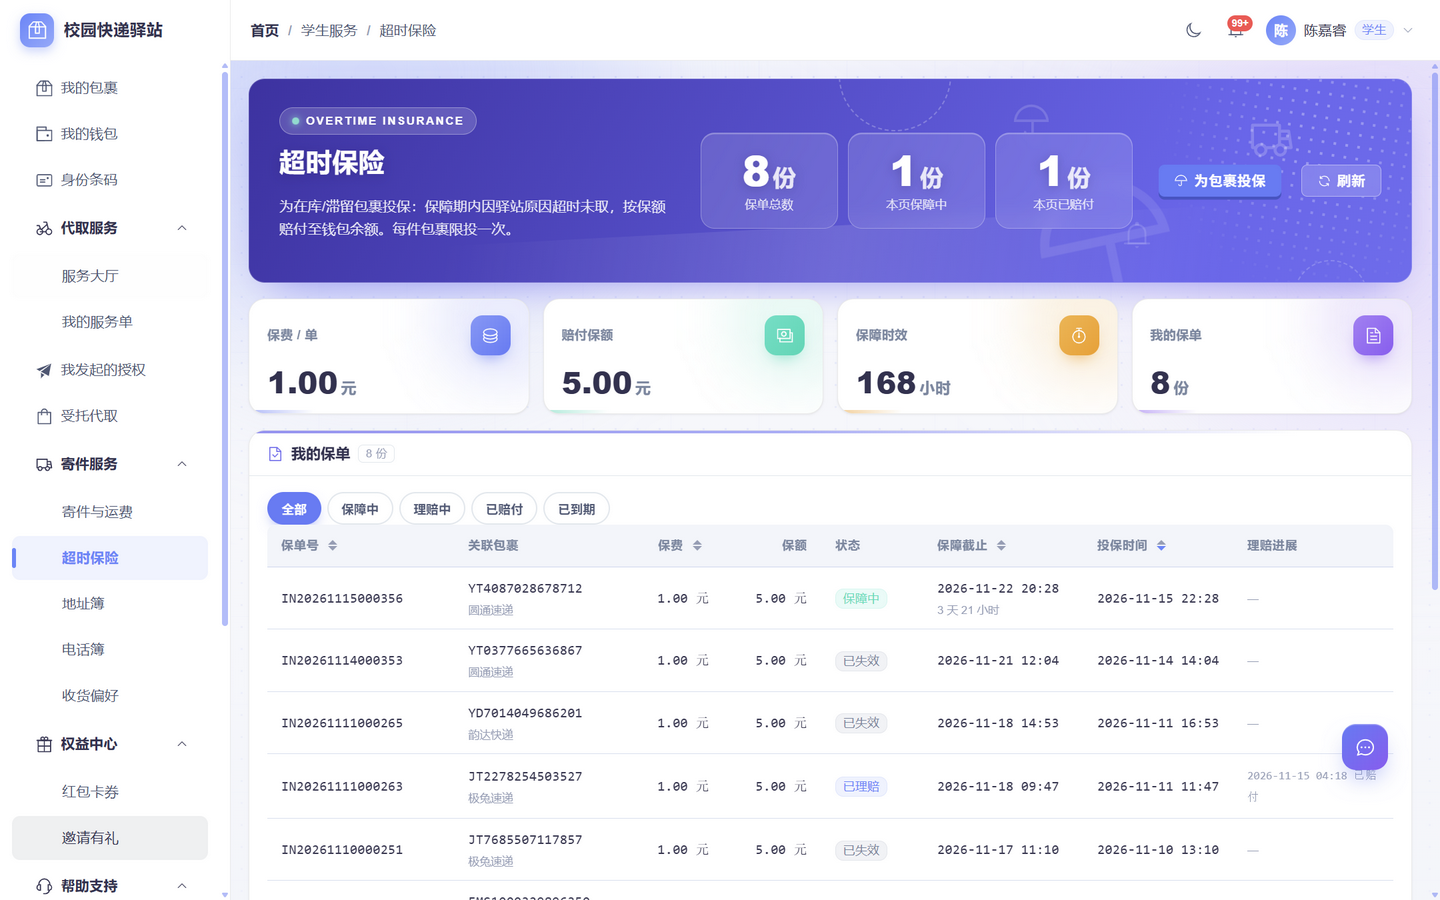 校园快递驿站
首页 / 学生服务 / 超时保险
99+
陈
陈嘉睿
学生
我的包裹
我的钱包
身份条码
代取服务
服务大厅
我的服务单
我发起的授权
受托代取
寄件服务
寄件与运费
超时保险
地址簿
电话簿
收货偏好
权益中心
红包卡券
邀请有礼
帮助支持
OVERTIME INSURANCE
超时保险
为在库/滞留包裹投保：保障期内因驿站原因超时未取，按保额
赔付至钱包余额。每件包裹限投一次。
8份
保单总数
1份
本页保障中
1份
本页已赔付
为包裹投保
刷新
保费 / 单
1.00元
赔付保额
5.00元
保障时效
168小时
我的保单
8份
我的保单 8 份
全部 保障中 理赔中 已赔付 已到期
保单号 关联包裹 保费 保额 状态 保障截止 投保时间 理赔进展
IN20261115000356 YT4087028678712 1.00 元 5.00 元 保障中 2026-11-22 20:28 2026-11-15 22:28 —
圆通速递 3 天 21 小时
IN20261114000353 YT0377665636867 1.00 元 5.00 元 已失效 2026-11-21 12:04 2026-11-14 14:04 —
圆通速递
IN20261111000265 YD7014049686201 1.00 元 5.00 元 已失效 2026-11-18 14:53 2026-11-11 16:53 —
韵达快递
IN20261111000263 JT2278254503527 1.00 元 5.00 元 已理赔 2026-11-18 09:47 2026-11-11 11:47 2026-11-15 04:18 已赔
极兔速递 付
IN20261110000251 JT7685507117857 1.00 元 5.00 元 已失效 2026-11-17 11:10 2026-11-10 13:10 —
极兔速递